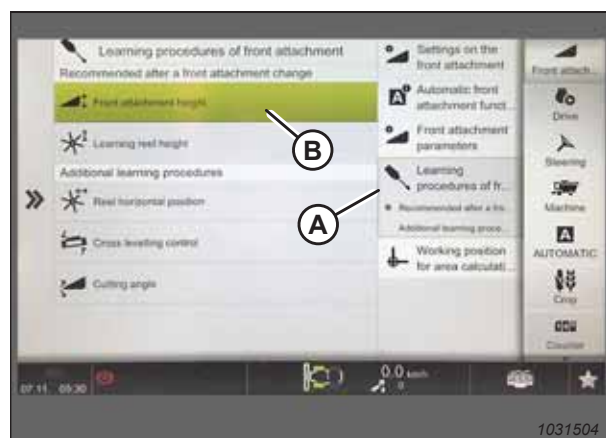 Learning procedures of front attachment
Recommended after a front attachment change
Front attachment height
Learning reel height
Additional learning procedures
Reel horizontal position
Cross levelling control
Cutting angle
Settings on the
front attachment
Automatic front
attachment funct...
Front attachment
parameters
Learning
procedures of fr...
Recommended after a fro...
Additional learning proce...
Working position
for area calculati...
Front attach...
Drive
Steering
Machine
A
AUTOMATIC
Crop
Counter
B
A
07.11 05:30
0.0 km/h
0
1031504